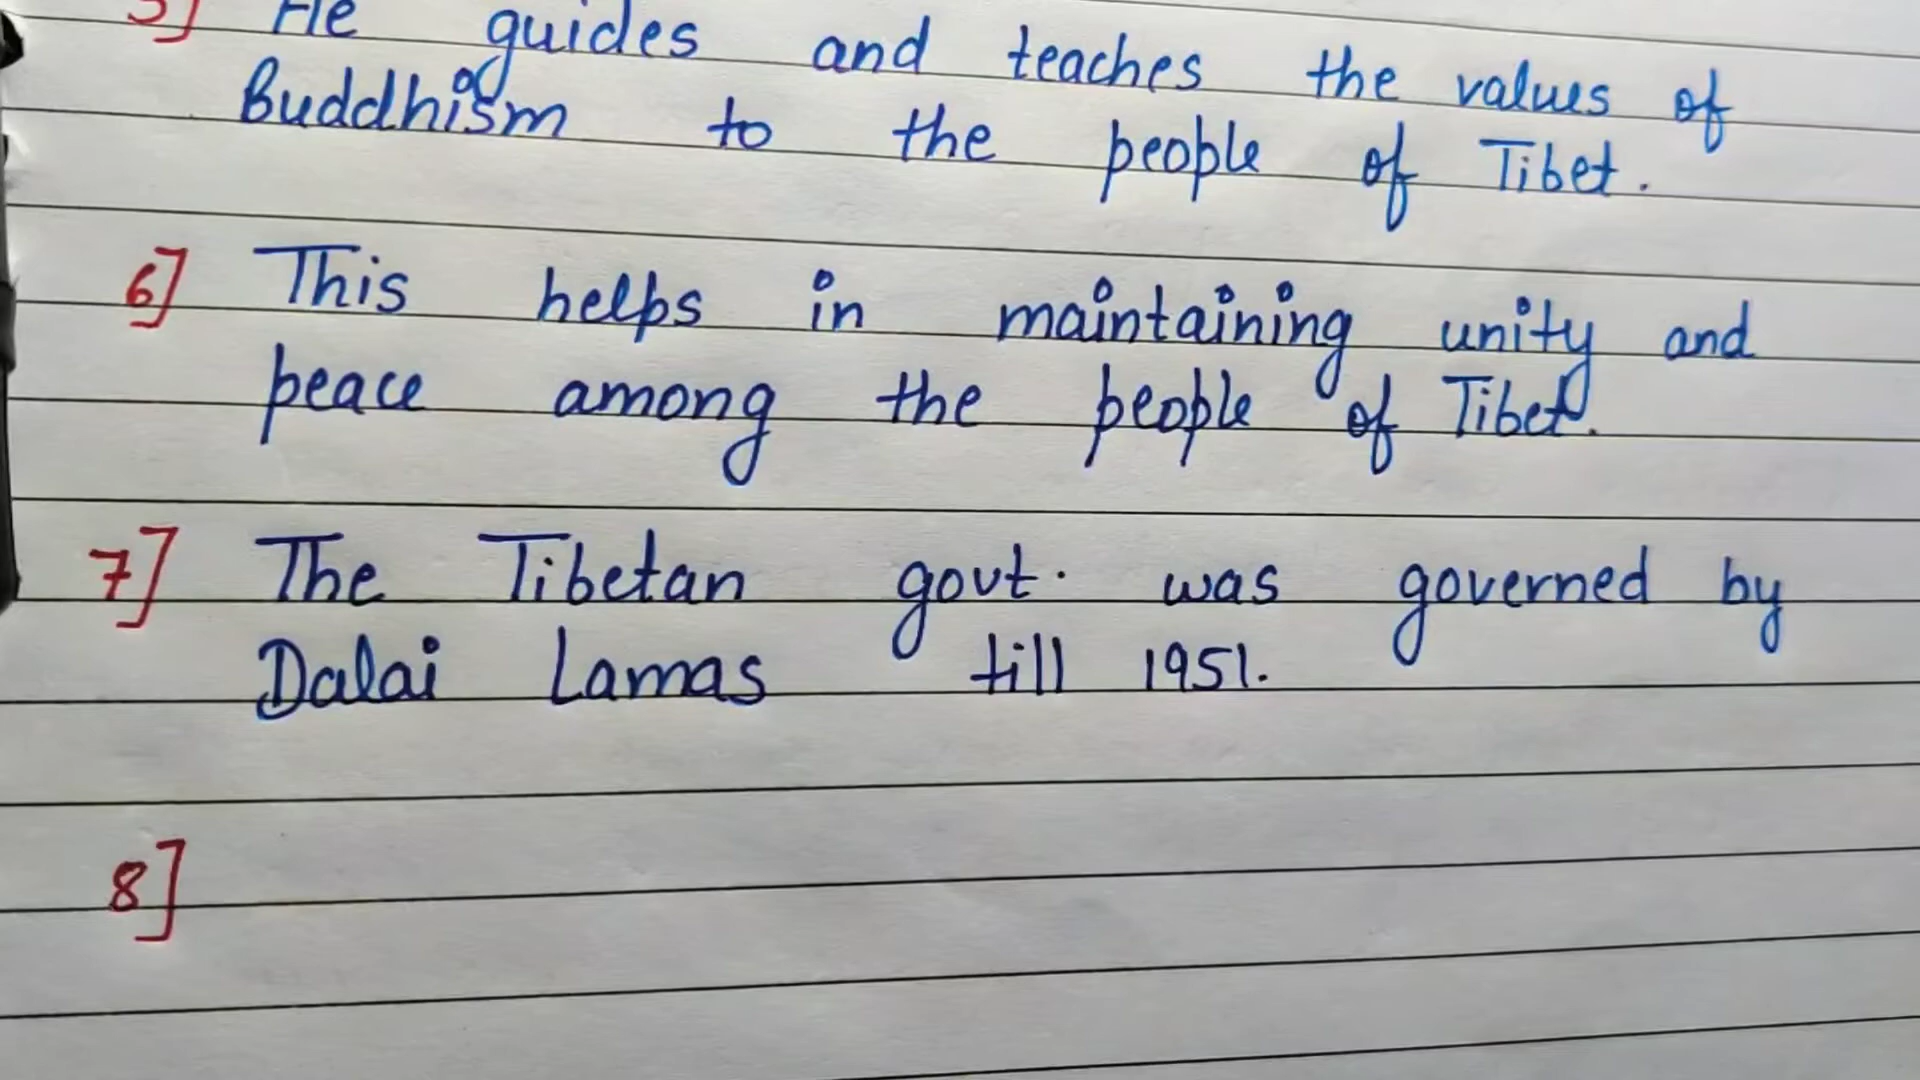 5] He guides and teaches the values of
Buddhism to the people of Tibet.
6] This helps in maintaining unity and
peace among the people of Tibet.
7] The Tibetan govt. was governed by
Dalai Lamas till 1951.
8]